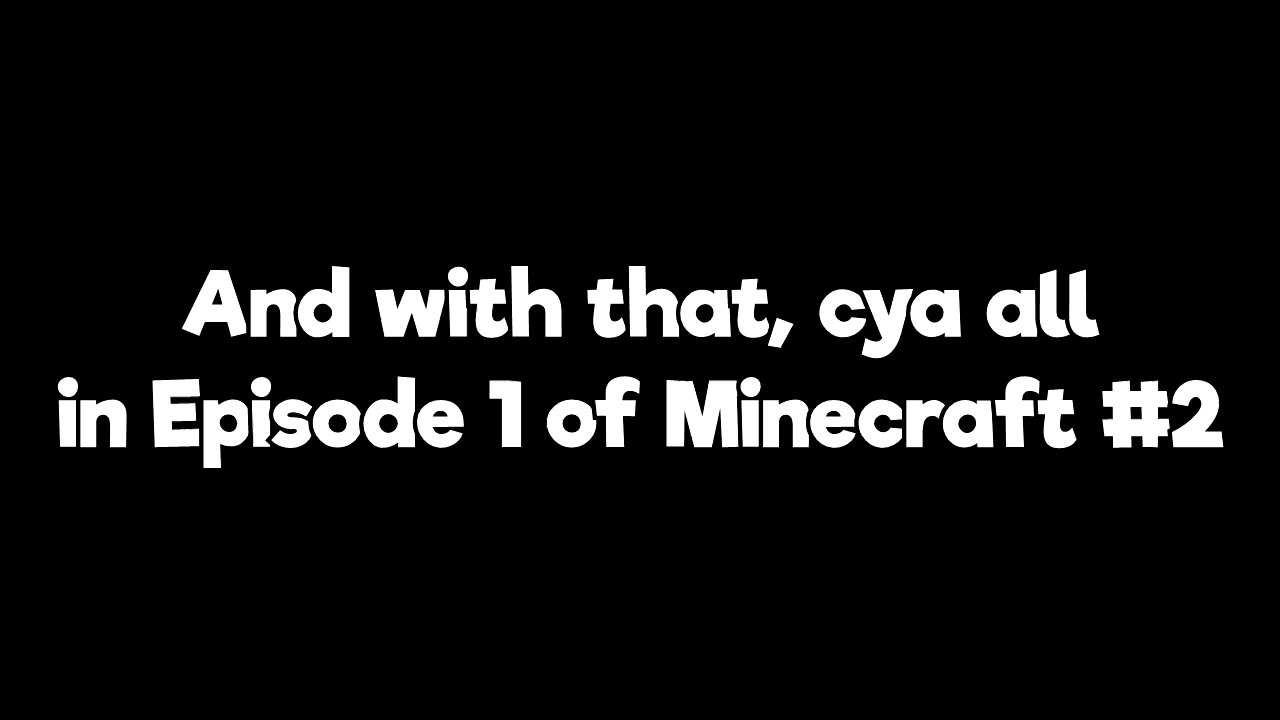 And with that, cya all
in Episode 1 of Minecraft #2